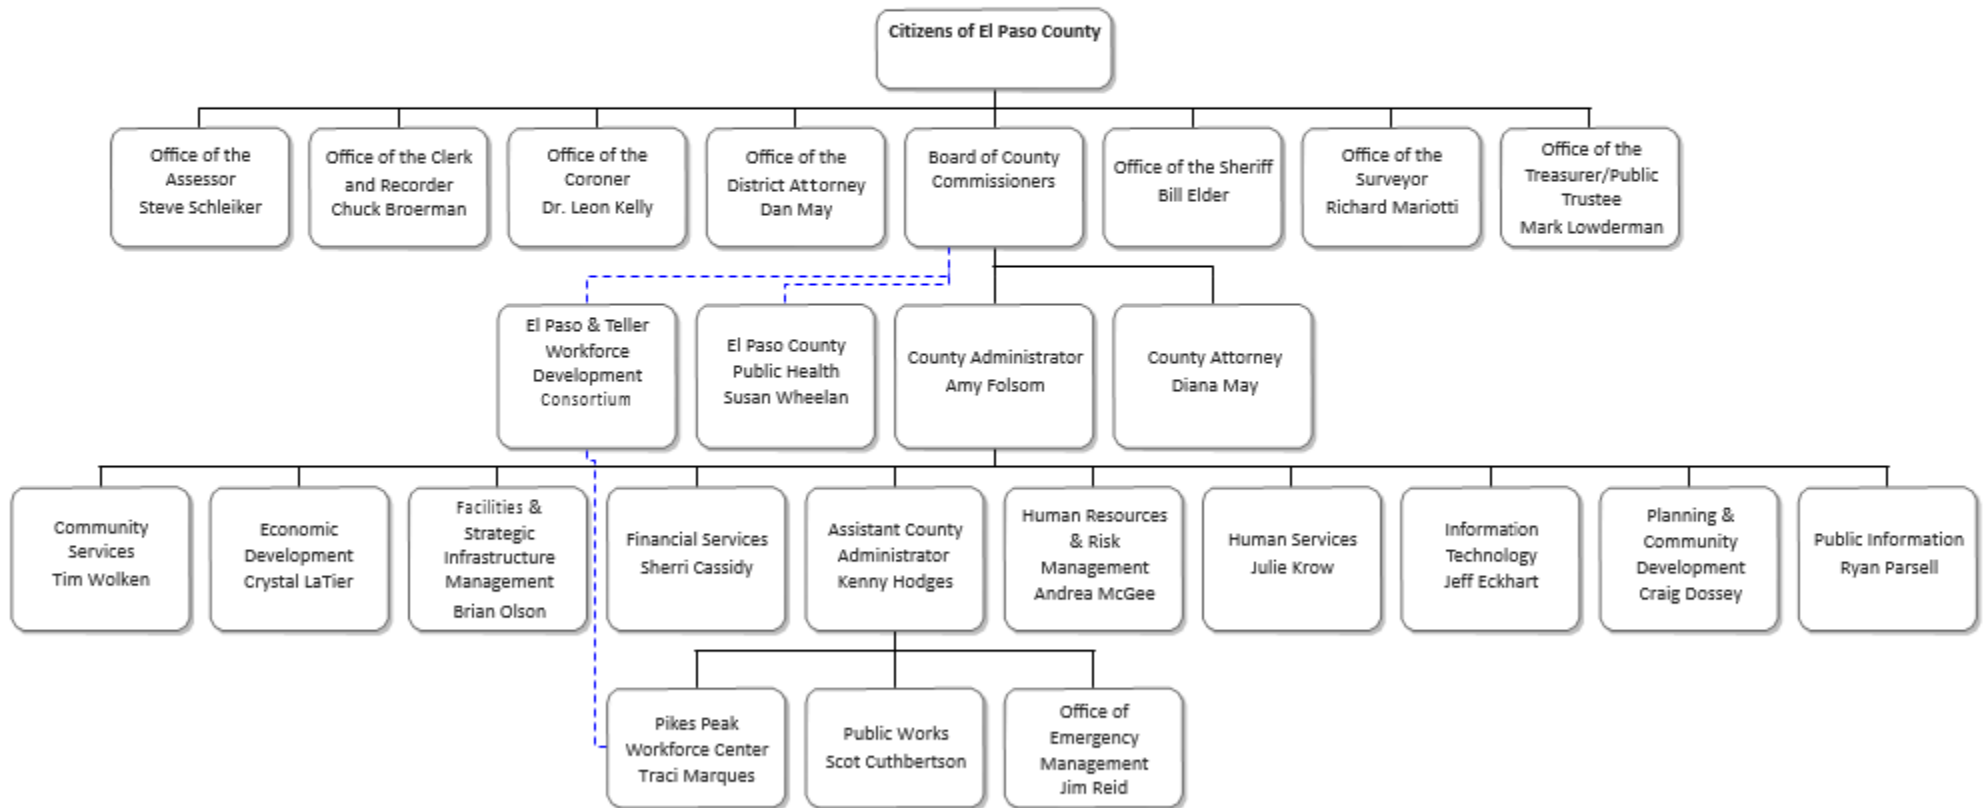 Citizens of El Paso County
Office of the
Assessor
Steve Schleiker
Office of the Clerk
and Recorder
Chuck Broerman
Office of the
Coroner
Dr. Leon Kelly
Office of the
District Attorney
Dan May
Board of County
Commissioners
Office of the Sheriff
Bill Elder
Office of the
Surveyor
Richard Mariotti
Office of the
Treasurer/Public
Trustee
Mark Lowderman
El Paso & Teller
Workforce
Development
Consortium
El Paso County
Public Health
Susan Wheelan
County Administrator
Amy Folsom
County Attorney
Diana May
Community
Services
Tim Wolken
Economic
Development
Crystal LaTier
Facilities &
Strategic
Infrastructure
Management
Brian Olson
Financial Services
Sherri Cassidy
Assistant County
Administrator
Kenny Hodges
Human Resources
& Risk
Management
Andrea McGee
Human Services
Julie Krow
Information
Technology
Jeff Eckhart
Planning &
Community
Development
Craig Dossey
Public Information
Ryan Parsell
Pikes Peak
Workforce Center
Traci Marques
Public Works
Scot Cuthbertson
Office of
Emergency
Management
Jim Reid